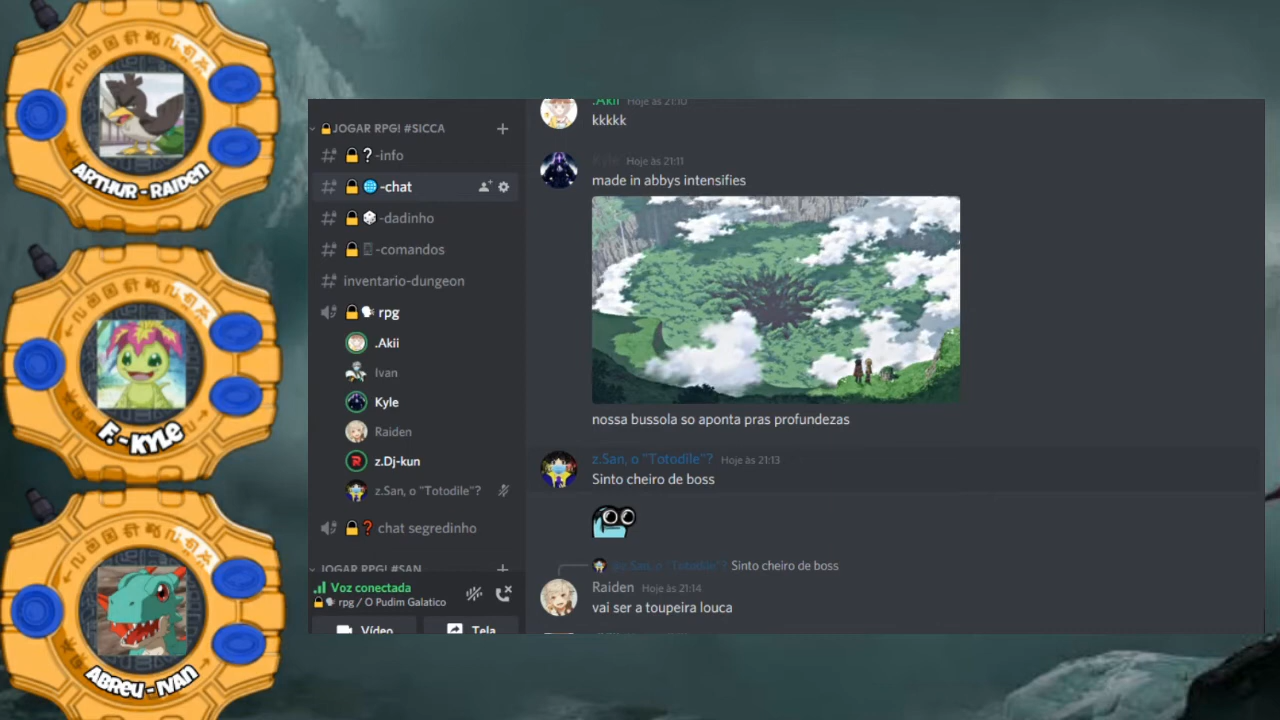 ARTHUR - RAIDEN
F. - KYLE
ABREU - IVAN
JOGAR RPG! #SICCA
-info
-chat
-dadinho
-comandos
inventario-dungeon
rpg
.Akii
Ivan
Kyle
Raiden
z.Dj-kun
z.San, o "Totodile"?
chat segredinho
JOGAR RPG! #SAN
Voz conectada
rpg / O Pudim Galatico
Vídeo
Tela
.Akii Hoje às 21:10
kkkkk
Kyle Hoje às 21:11
made in abbys intensifies
nossa bussola so aponta pras profundezas
z.San, o "Totodile"? Hoje às 21:13
Sinto cheiro de boss
z.San, o "Totodile"? Sinto cheiro de boss
Raiden Hoje às 21:14
vai ser a toupeira louca